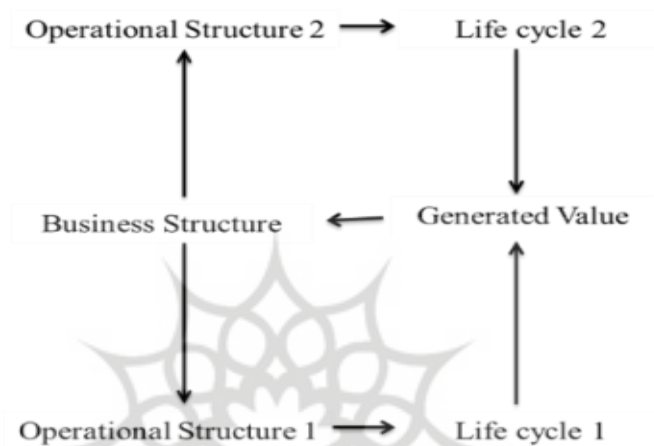 Operational Structure 2
Life cycle 2
Business Structure
Generated Value
Operational Structure 1
Life cycle 1